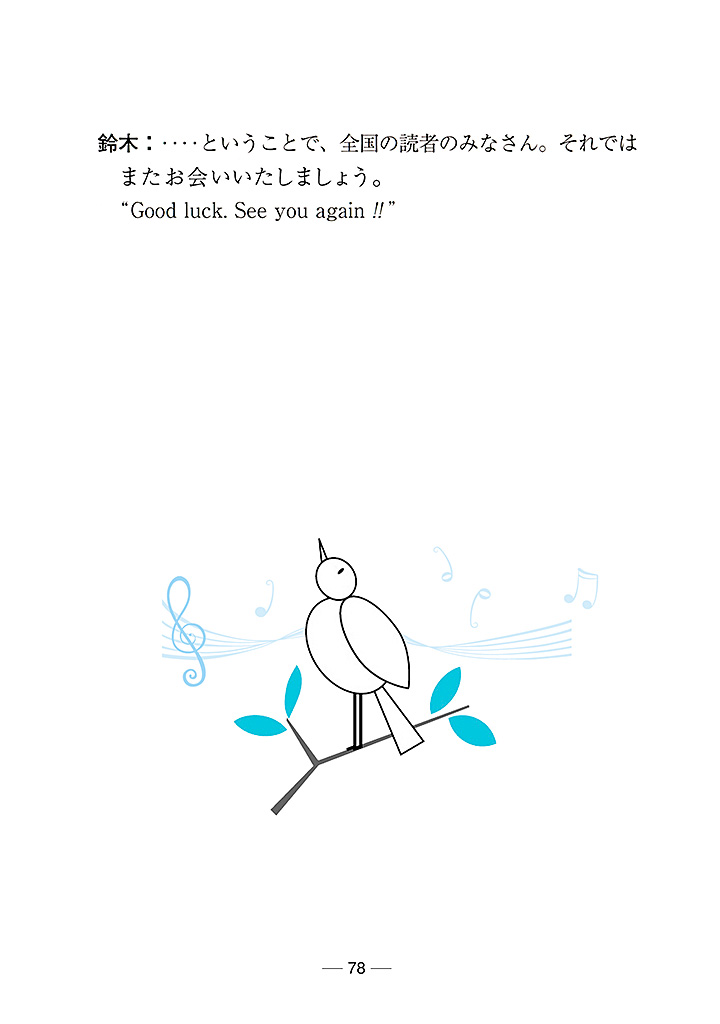 鈴木：‥‥ということで、全国の読者のみなさん。それでは
またお会いいたしましょう。
“Good luck. See you again !!”
— 78 —